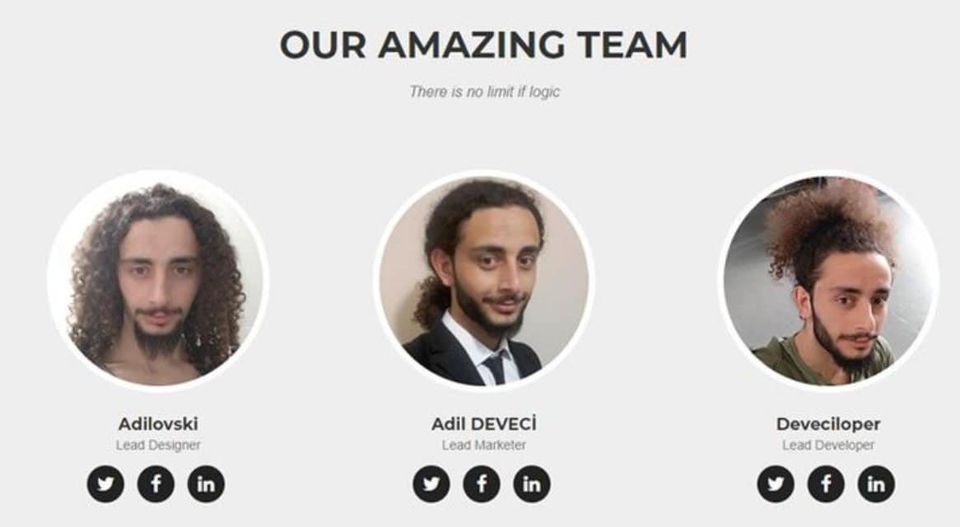 OUR AMAZING TEAM
There is no limit if logic
Adilovski
Lead Designer
Adil DEVECİ
Lead Marketer
Deveciloper
Lead Developer